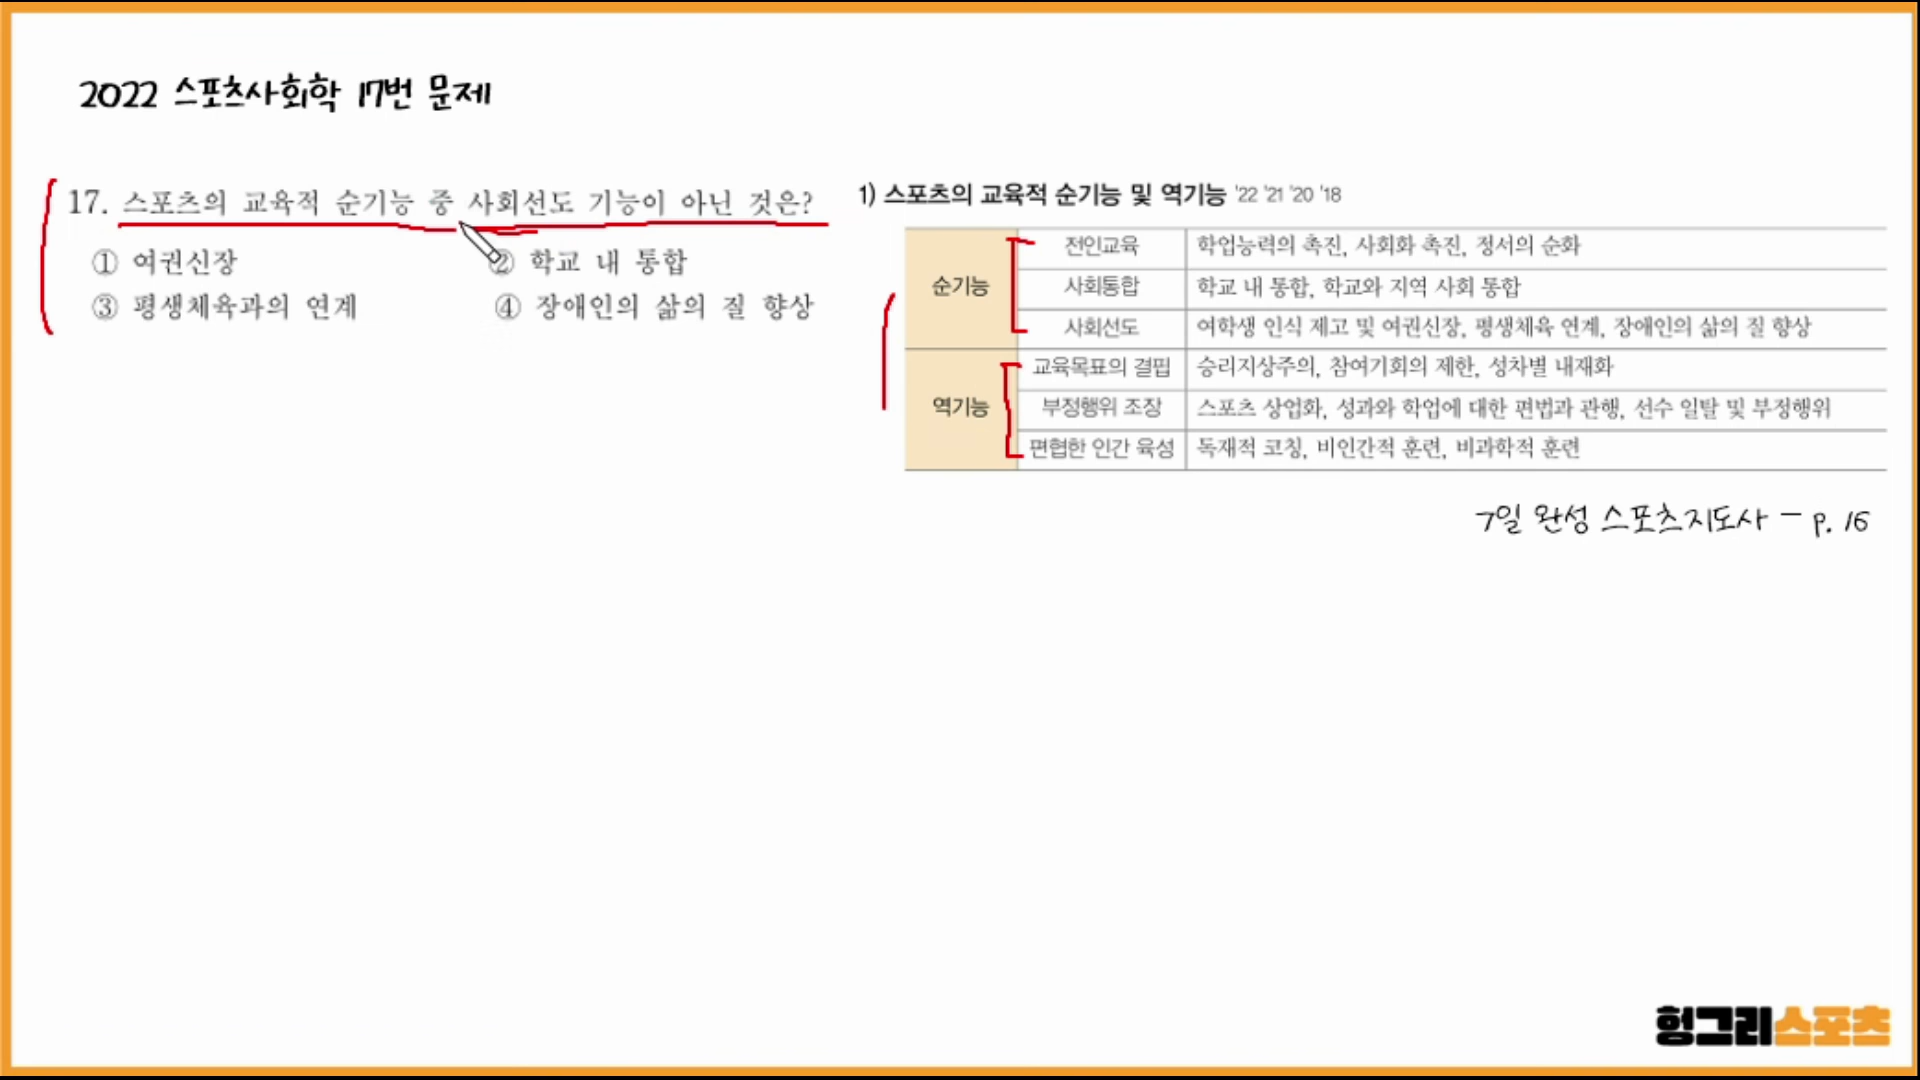 2022 스포츠사회학 17번 문제
17. 스포츠의 교육적 순기능 중 사회선도 기능이 아닌 것은?
① 여권신장 ② 학교 내 통합
③ 평생체육과의 연계 ④ 장애인의 삶의 질 향상
1) 스포츠의 교육적 순기능 및 역기능 '22 '21 '20 '18
순기능
전인교육 학업능력의 촉진, 사회화 촉진, 정서의 순화
사회통합 학교 내 통합, 학교와 지역 사회 통합
사회선도 여학생 인식 제고 및 여권신장, 평생체육 연계, 장애인의 삶의 질 향상
역기능
교육목표의 결핍 승리지상주의, 참여기회의 제한, 성차별 내재화
부정행위 조장 스포츠 상업화, 성과와 학업에 대한 편법과 관행, 선수 일탈 및 부정행위
편협한 인간 육성 독재적 코칭, 비인간적 훈련, 비과학적 훈련
7일 완성 스포츠지도사 - p. 16
헝그리스포츠